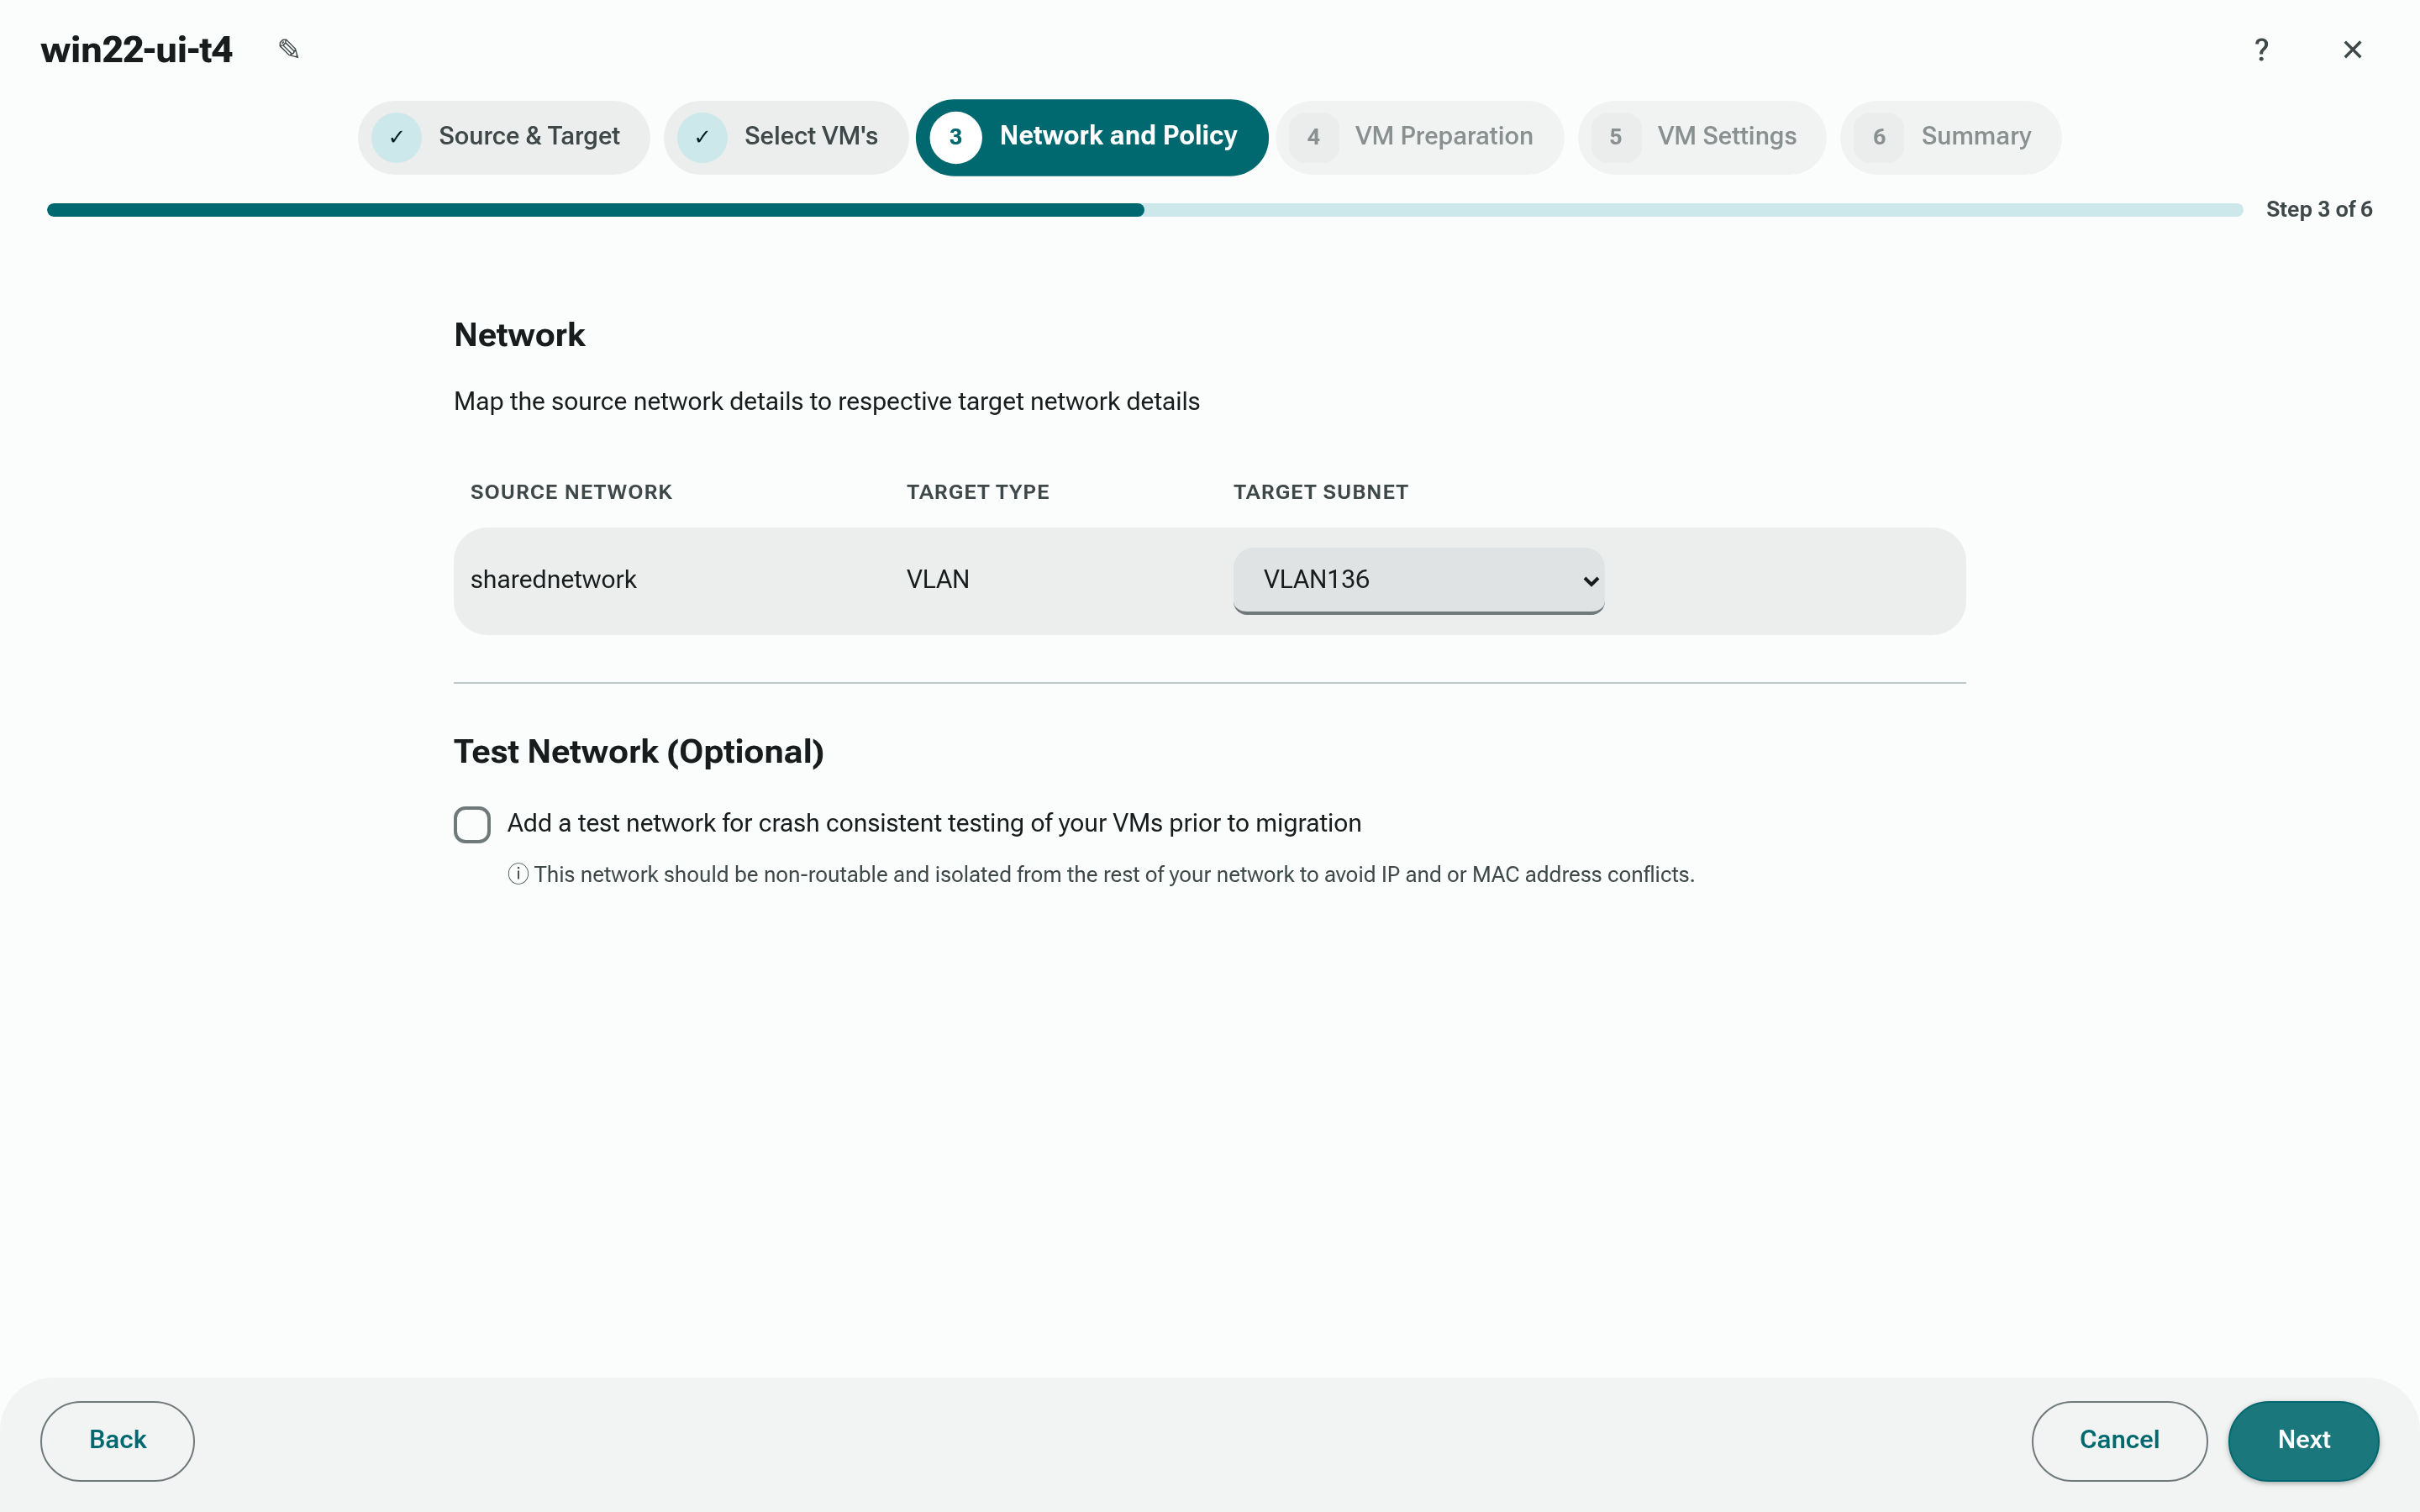 win22-ui-t4 ✎ ? ✕
✓ Source & Target ✓ Select VM's 3 Network and Policy 4 VM Preparation 5 VM Settings 6 Summary
Step 3 of 6
Network
Map the source network details to respective target network details
SOURCE NETWORK TARGET TYPE TARGET SUBNET
sharednetwork VLAN VLAN136
Test Network (Optional)
Add a test network for crash consistent testing of your VMs prior to migration
ⓘ This network should be non-routable and isolated from the rest of your network to avoid IP and or MAC address conflicts.
Back Cancel Next